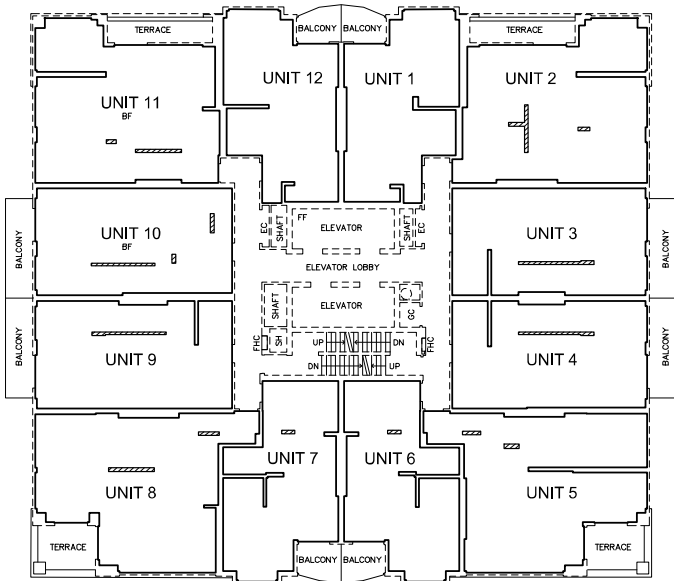 TERRACE
BALCONY
BALCONY
TERRACE
UNIT 11
BF
UNIT 12
UNIT 1
UNIT 2
EC
SHAFT
FF
ELEVATOR
SHAFT
EC
BALCONY
UNIT 10
BF
UNIT 3
BALCONY
ELEVATOR LOBBY
SHAFT
ELEVATOR
GC
BALCONY
UNIT 9
FHC
SH
UP
DN
FHC
UNIT 4
BALCONY
DN
UP
UNIT 8
UNIT 7
UNIT 6
UNIT 5
TERRACE
BALCONY
BALCONY
TERRACE